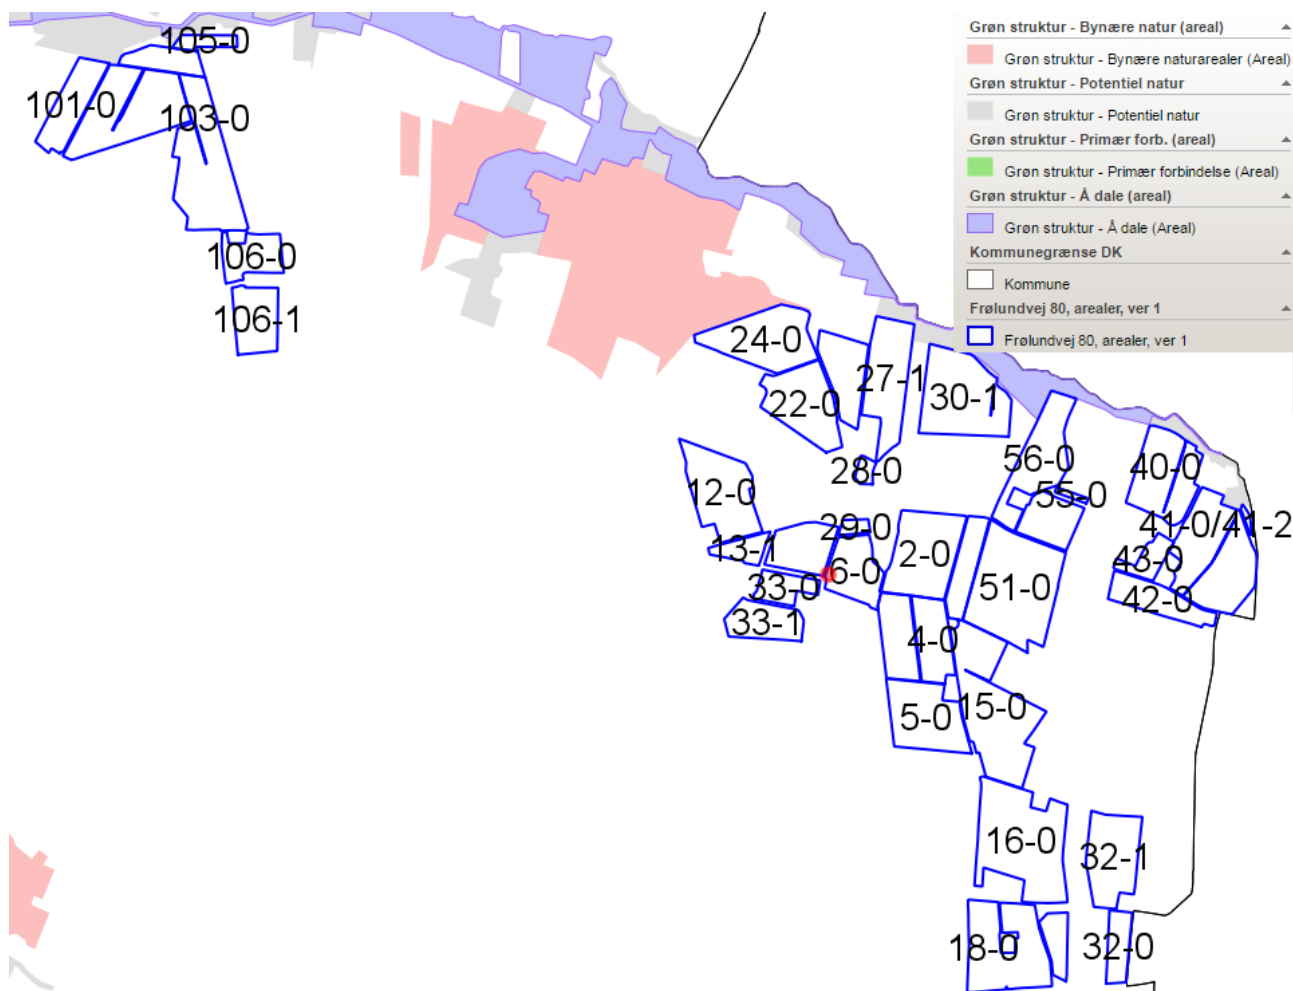 Grøn struktur - Bynære natur (areal)
Grøn struktur - Bynære naturarealer (Areal)
Grøn struktur - Potentiel natur
Grøn struktur - Potentiel natur
Grøn struktur - Primær forb. (areal)
Grøn struktur - Primær forbindelse (Areal)
Grøn struktur - Å dale (areal)
Grøn struktur - Å dale (Areal)
Kommunegrænse DK
Kommune
Frølundvej 80, arealer, ver 1
Frølundvej 80, arealer, ver 1
105-0
101-0
103-0
106-0
106-1
24-0
27-1
22-0
30-1
28-0
56-0
40-0
12-0
55-0
29-0
41-0/41-2
13-1
2-0
43-0
6-0
33-0
51-0
42-0
33-1
4-0
15-0
5-0
16-0
32-1
18-0
32-0